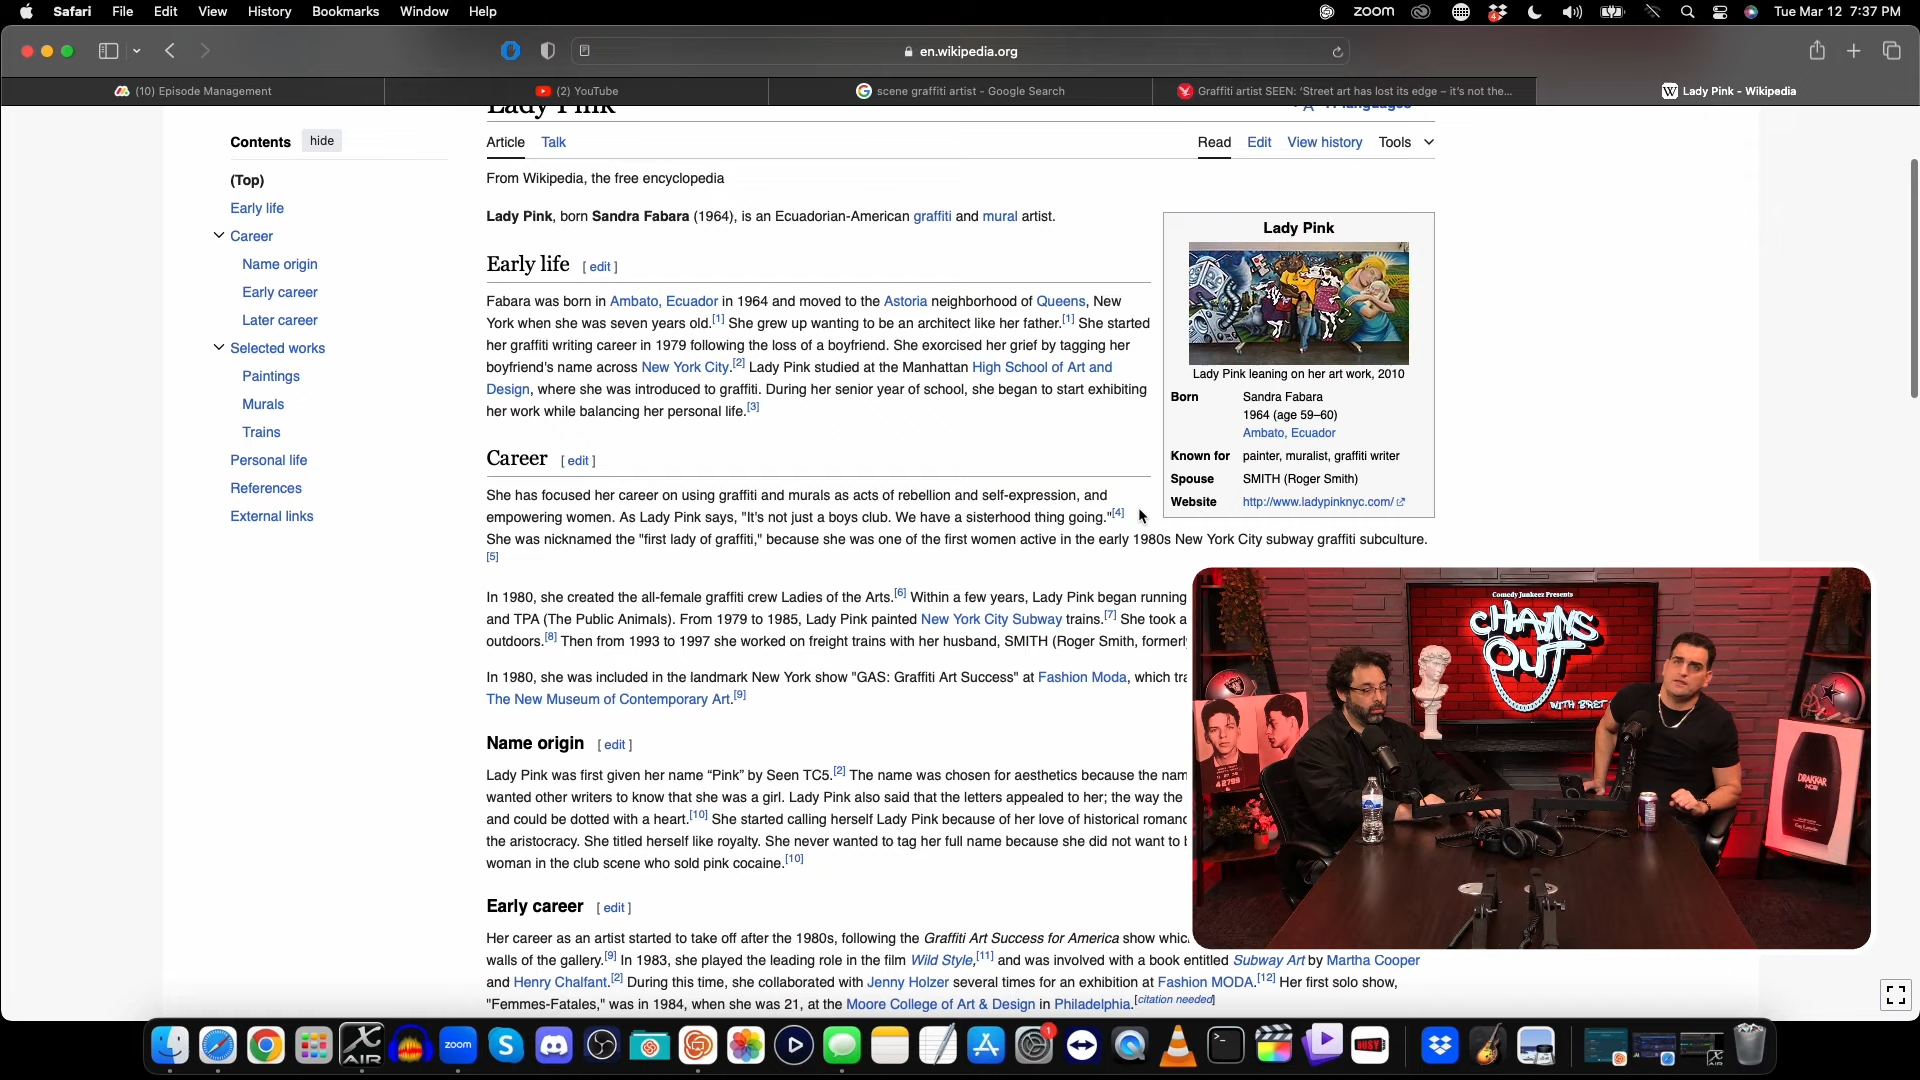 Safari File Edit View History Bookmarks Window Help
zoom
4
Tue Mar 12 7:37 PM
en.wikipedia.org
(10) Episode Management
(2) YouTube
scene graffiti artist - Google Search
Graffiti artist SEEN: 'Street art has lost its edge – it's not the...
Lady Pink - Wikipedia
Lady Pink
languages
Contents hide
(Top)
Early life
Career
Name origin
Early career
Later career
Selected works
Paintings
Murals
Trains
Personal life
References
External links
Article Talk
Read Edit View history Tools
From Wikipedia, the free encyclopedia
Lady Pink, born Sandra Fabara (1964), is an Ecuadorian-American graffiti and mural artist.
Early life [ edit ]
Fabara was born in Ambato, Ecuador in 1964 and moved to the Astoria neighborhood of Queens, New
York when she was seven years old.[1] She grew up wanting to be an architect like her father.[1] She started
her graffiti writing career in 1979 following the loss of a boyfriend. She exorcised her grief by tagging her
boyfriend's name across New York City.[2] Lady Pink studied at the Manhattan High School of Art and
Design, where she was introduced to graffiti. During her senior year of school, she began to start exhibiting
her work while balancing her personal life.[3]
Lady Pink
Lady Pink leaning on her art work, 2010
Born Sandra Fabara
1964 (age 59–60)
Ambato, Ecuador
Known for painter, muralist, graffiti writer
Spouse SMITH (Roger Smith)
Website http://www.ladypinknyc.com/
Career [ edit ]
She has focused her career on using graffiti and murals as acts of rebellion and self-expression, and
empowering women. As Lady Pink says, "It's not just a boys club. We have a sisterhood thing going."[4]
She was nicknamed the "first lady of graffiti," because she was one of the first women active in the early 1980s New York City subway graffiti subculture.
[5]
In 1980, she created the all-female graffiti crew Ladies of the Arts.[6] Within a few years, Lady Pink began running
and TPA (The Public Animals). From 1979 to 1985, Lady Pink painted New York City Subway trains.[7] She took a
outdoors.[8] Then from 1993 to 1997 she worked on freight trains with her husband, SMITH (Roger Smith, formerl
In 1980, she was included in the landmark New York show "GAS: Graffiti Art Success" at Fashion Moda, which tra
The New Museum of Contemporary Art.[9]
Name origin [ edit ]
Lady Pink was first given her name “Pink” by Seen TC5.[2] The name was chosen for aesthetics because the nam
wanted other writers to know that she was a girl. Lady Pink also said that the letters appealed to her; the way the
and could be dotted with a heart.[10] She started calling herself Lady Pink because of her love of historical romanc
the aristocracy. She titled herself like royalty. She never wanted to tag her full name because she did not want to b
woman in the club scene who sold pink cocaine.[10]
Early career [ edit ]
Her career as an artist started to take off after the 1980s, following the Graffiti Art Success for America show whic
walls of the gallery.[9] In 1983, she played the leading role in the film Wild Style,[11] and was involved with a book entitled Subway Art by Martha Cooper
and Henry Chalfant.[2] During this time, she collaborated with Jenny Holzer several times for an exhibition at Fashion MODA.[12] Her first solo show,
"Femmes-Fatales," was in 1984, when she was 21, at the Moore College of Art & Design in Philadelphia.[citation needed]
Comedy Junkeez Presents
CHAINS
OUT
WITH BRET
DRAKKAR
NOIR
AIR
zoom
1
BUSY